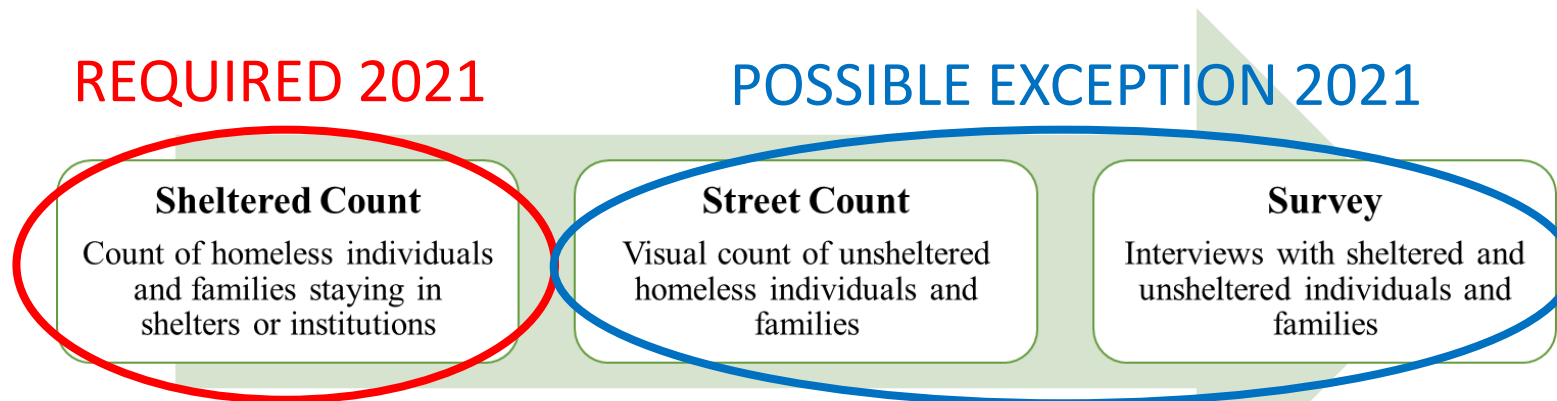 REQUIRED 2021
POSSIBLE EXCEPTION 2021
Sheltered Count
Count of homeless individuals
and families staying in
shelters or institutions
Street Count
Visual count of unsheltered
homeless individuals and
families
Survey
Interviews with sheltered and
unsheltered individuals and
families